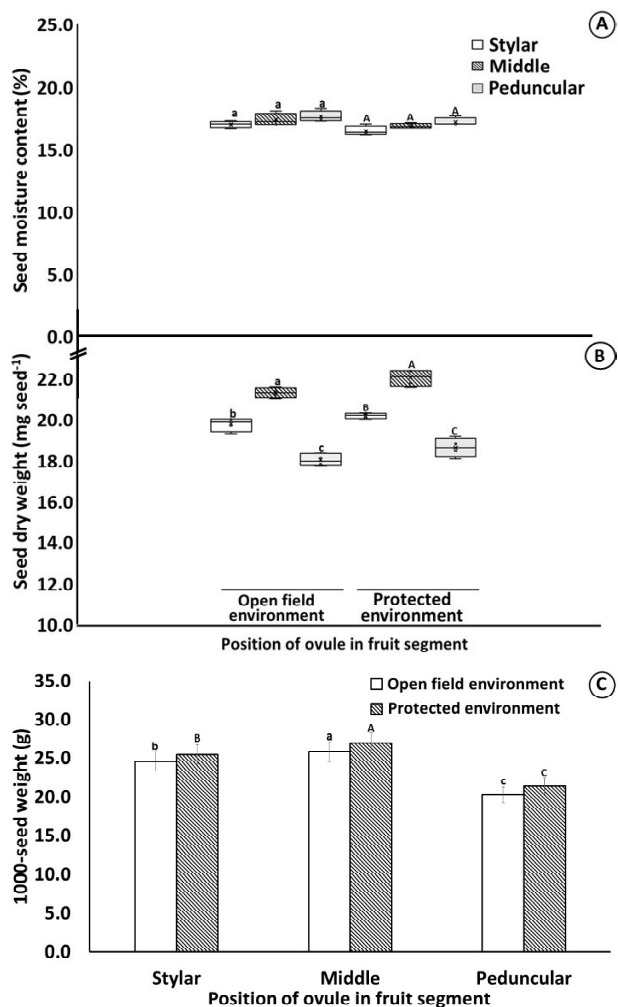 A
Stylar
Middle
Peduncular
Seed moisture content (%)
25.0
20.0
15.0
10.0
5.0
0.0
a a a A A A
B
Seed dry weight (mg seed⁻¹)
22.0
20.0
18.0
16.0
14.0
12.0
10.0
b a c B A C
Open field environment
Protected environment
Position of ovule in fruit segment
C
Open field environment
Protected environment
1000-seed weight (g)
35.0
30.0
25.0
20.0
15.0
10.0
5.0
0.0
b B a A c C
Stylar Middle Peduncular
Position of ovule in fruit segment